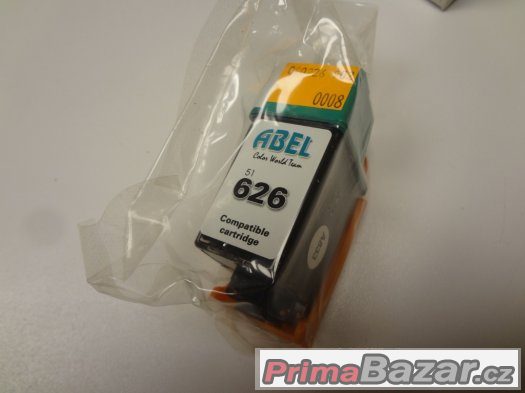 0008
ABEL
Color World Team
51
626
Compatible
cartridge
PrimaBazar.cz